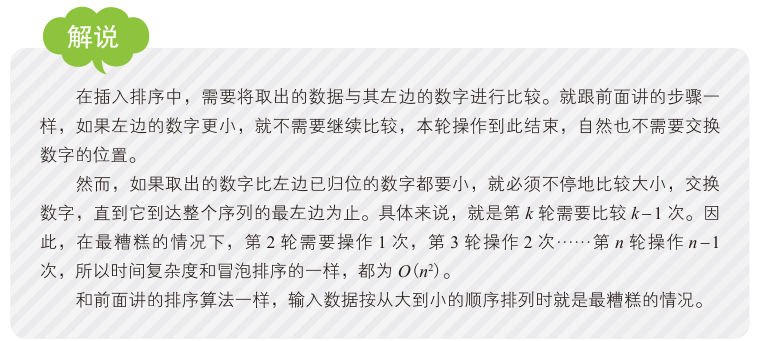 解说
在插入排序中，需要将取出的数据与其左边的数字进行比较。就跟前面讲的步骤一
样，如果左边的数字更小，就不需要继续比较，本轮操作到此结束，自然也不需要交换
数字的位置。
然而，如果取出的数字比左边已归位的数字都要小，就必须不停地比较大小，交换
数字，直到它到达整个序列的最左边为止。具体来说，就是第 k 轮需要比较 k－1 次。因
此，在最糟糕的情况下，第 2 轮需要操作 1 次，第 3 轮操作 2 次……第 n 轮操作 n－1
次，所以时间复杂度和冒泡排序的一样，都为 O(n²)。
和前面讲的排序算法一样，输入数据按从大到小的顺序排列时就是最糟糕的情况。